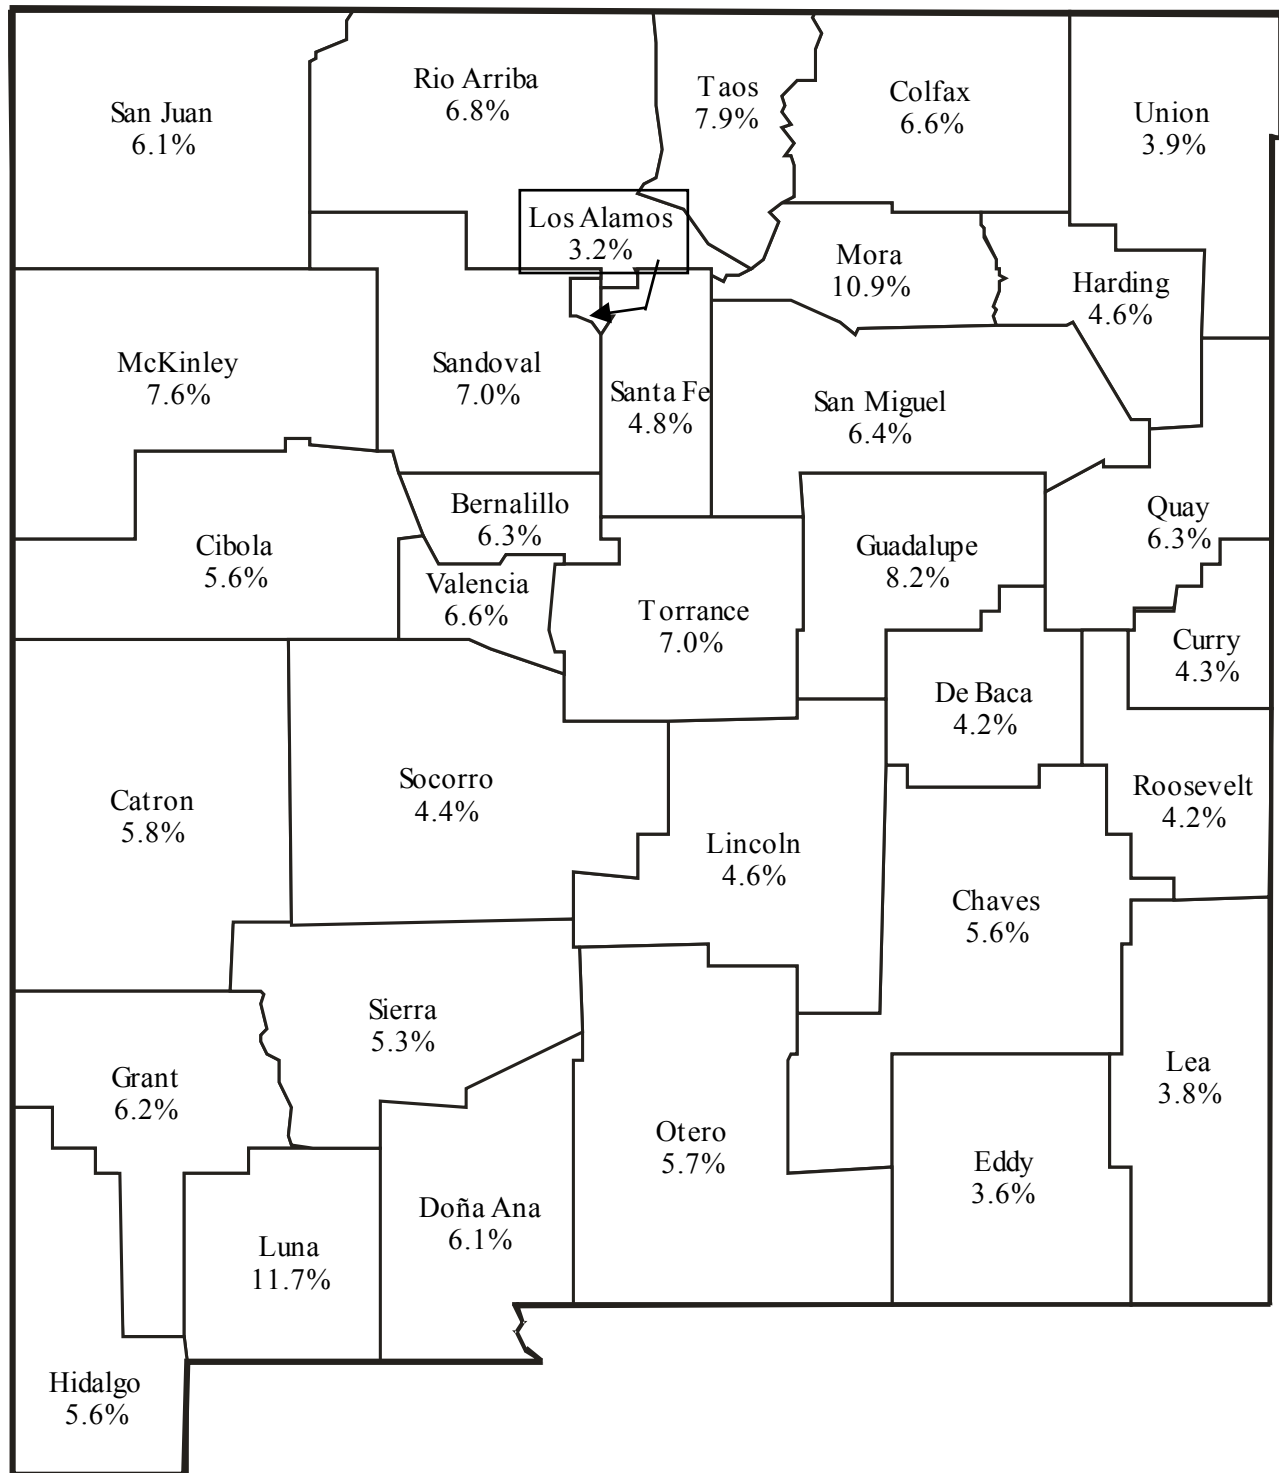 San Juan
6.1%
Rio Arriba
6.8%
Taos
7.9%
Colfax
6.6%
Union
3.9%
Los Alamos
3.2%
Mora
10.9%
Harding
4.6%
McKinley
7.6%
Sandoval
7.0%
Santa Fe
4.8%
San Miguel
6.4%
Bernalillo
6.3%
Quay
6.3%
Cibola
5.6%
Guadalupe
8.2%
Valencia
6.6%
Torrance
7.0%
Curry
4.3%
De Baca
4.2%
Catron
5.8%
Socorro
4.4%
Roosevelt
4.2%
Lincoln
4.6%
Chaves
5.6%
Sierra
5.3%
Grant
6.2%
Lea
3.8%
Otero
5.7%
Eddy
3.6%
Doña Ana
6.1%
Luna
11.7%
Hidalgo
5.6%